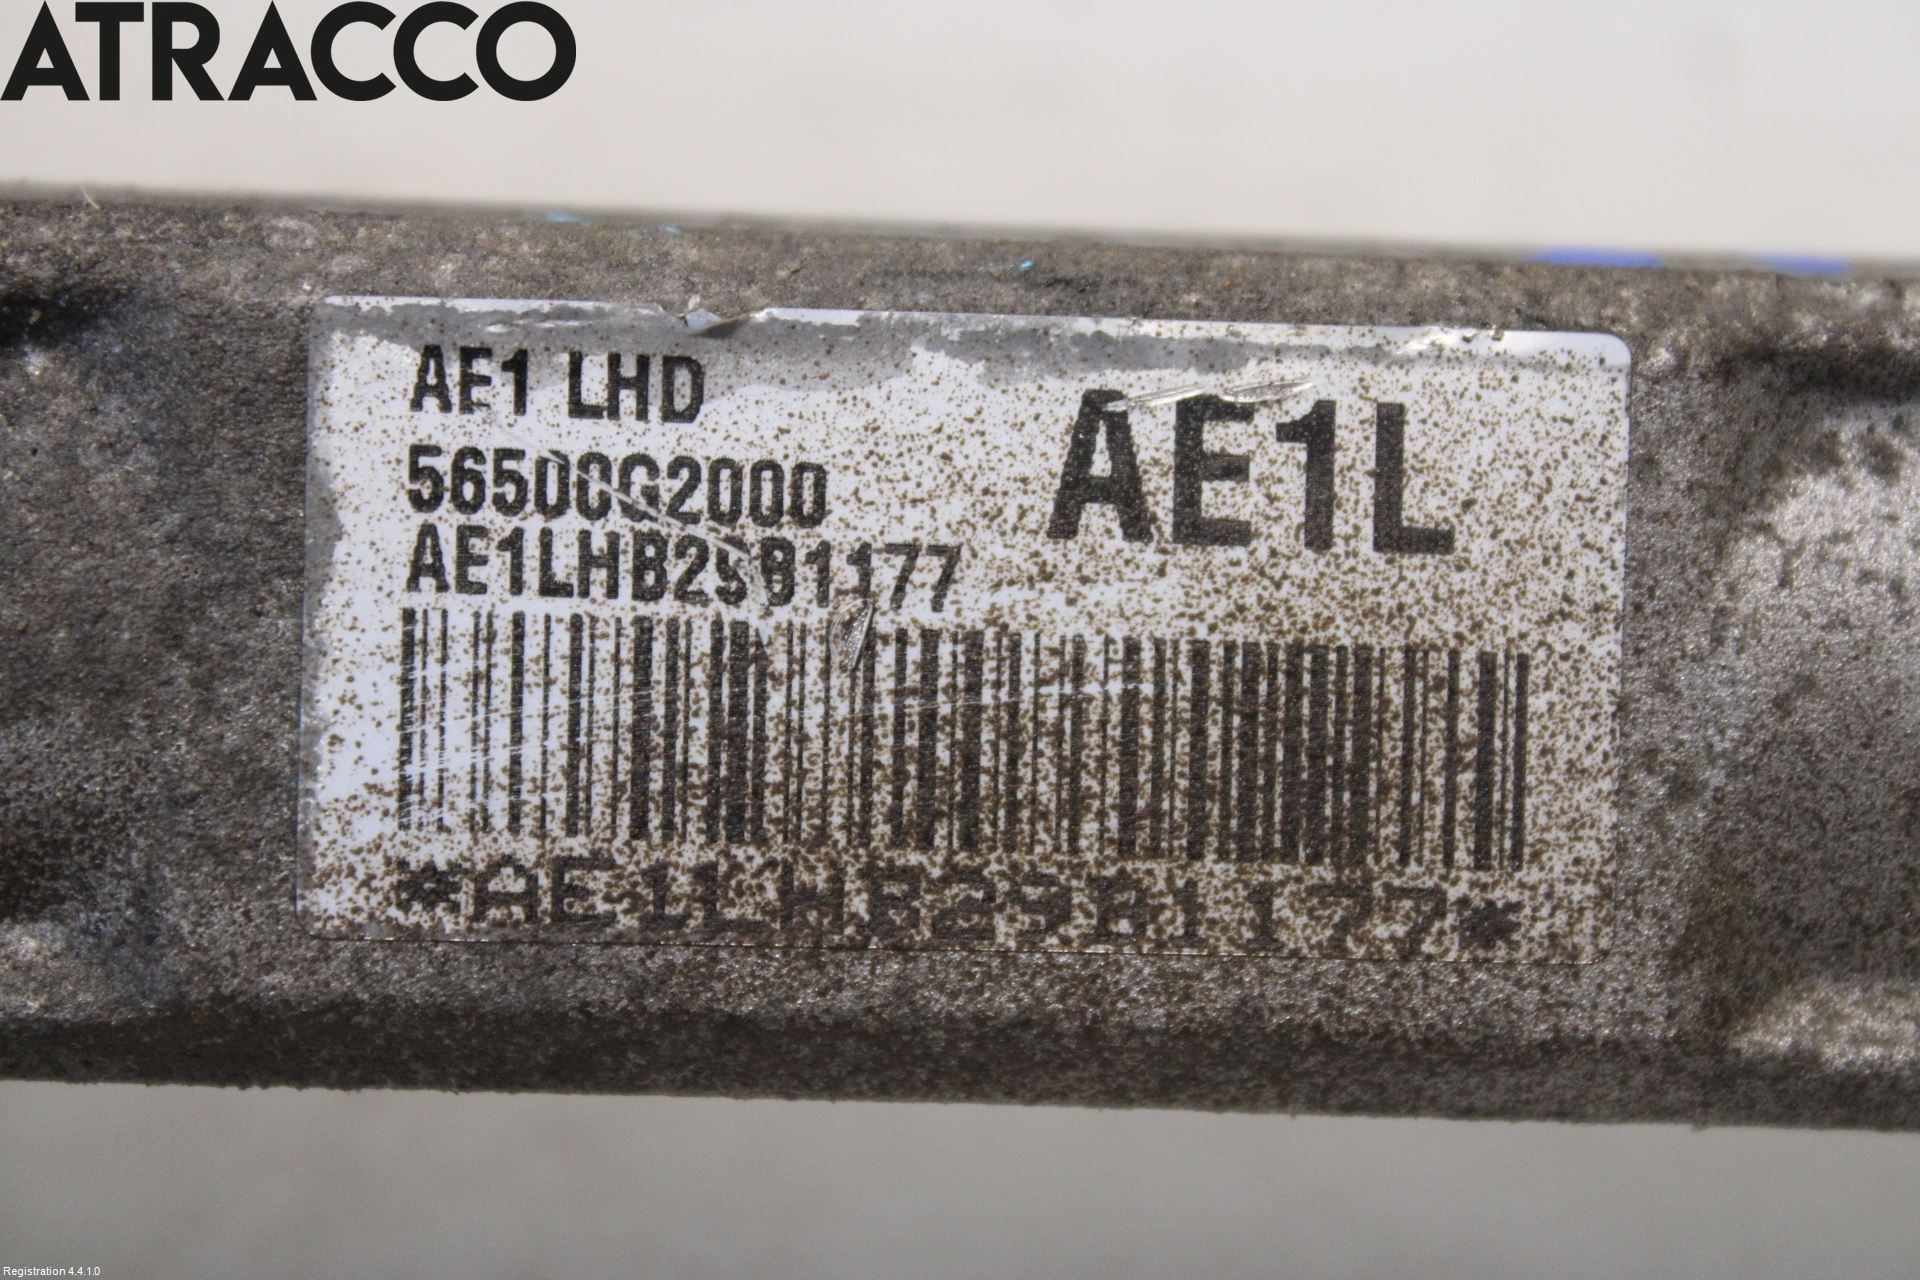 ATRACCO
AE1 LHD
AE1L
56500G2000
AE1LHB29B1177
*AE1LHB29B1177*
Registration 4.4.1.0